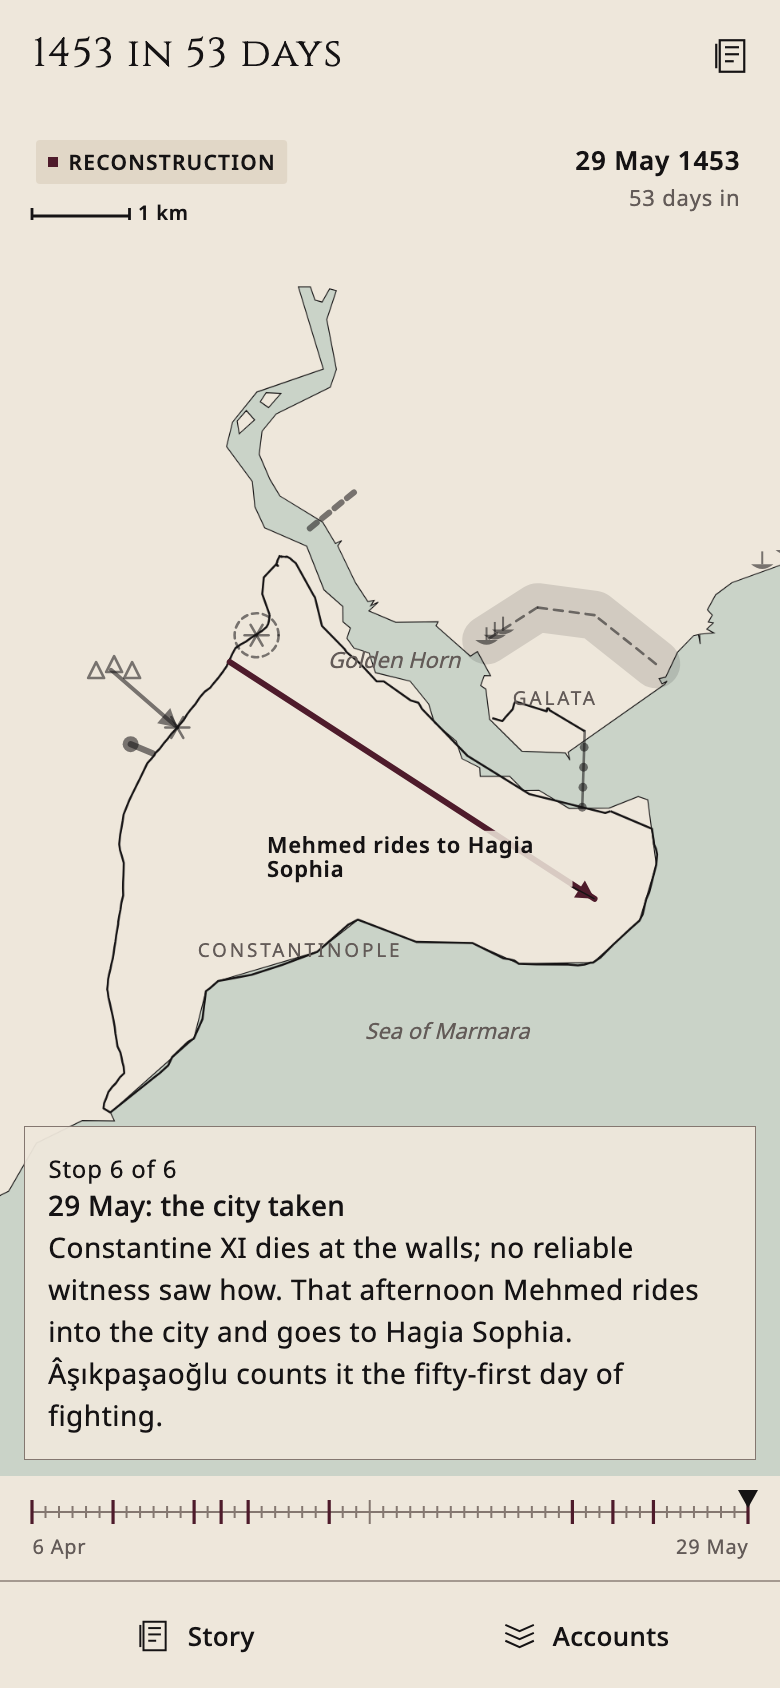 1453 IN 53 DAYS
RECONSTRUCTION
29 May 1453
53 days in
1 km
Golden Horn
GALATA
Mehmed rides to Hagia
Sophia
CONSTANTINOPLE
Sea of Marmara
Stop 6 of 6
29 May: the city taken
Constantine XI dies at the walls; no reliable
witness saw how. That afternoon Mehmed rides
into the city and goes to Hagia Sophia.
Âşıkpaşaoğlu counts it the fifty-first day of
fighting.
6 Apr
29 May
Story
Accounts